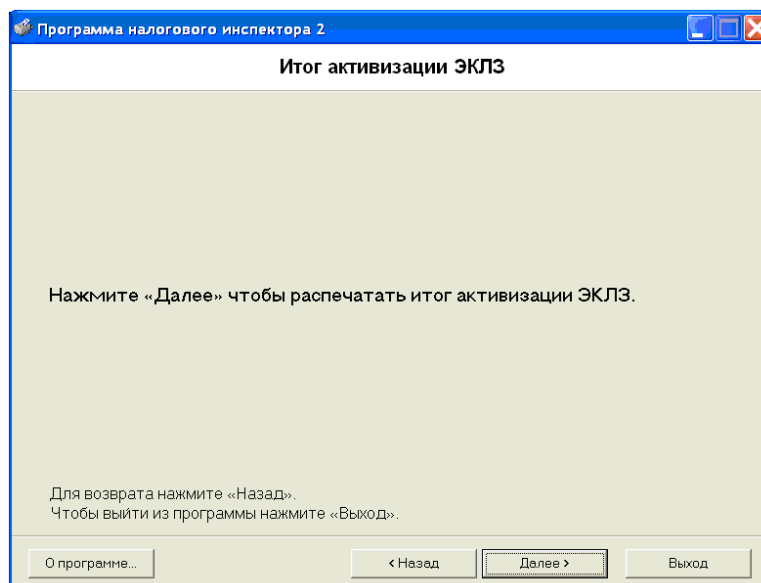 Программа налогового инспектора 2
Итог активизации ЭКЛЗ
Нажмите «Далее» чтобы распечатать итог активизации ЭКЛЗ.
Для возврата нажмите «Назад».
Чтобы выйти из программы нажмите «Выход».
О программе... < Назад Далее > Выход